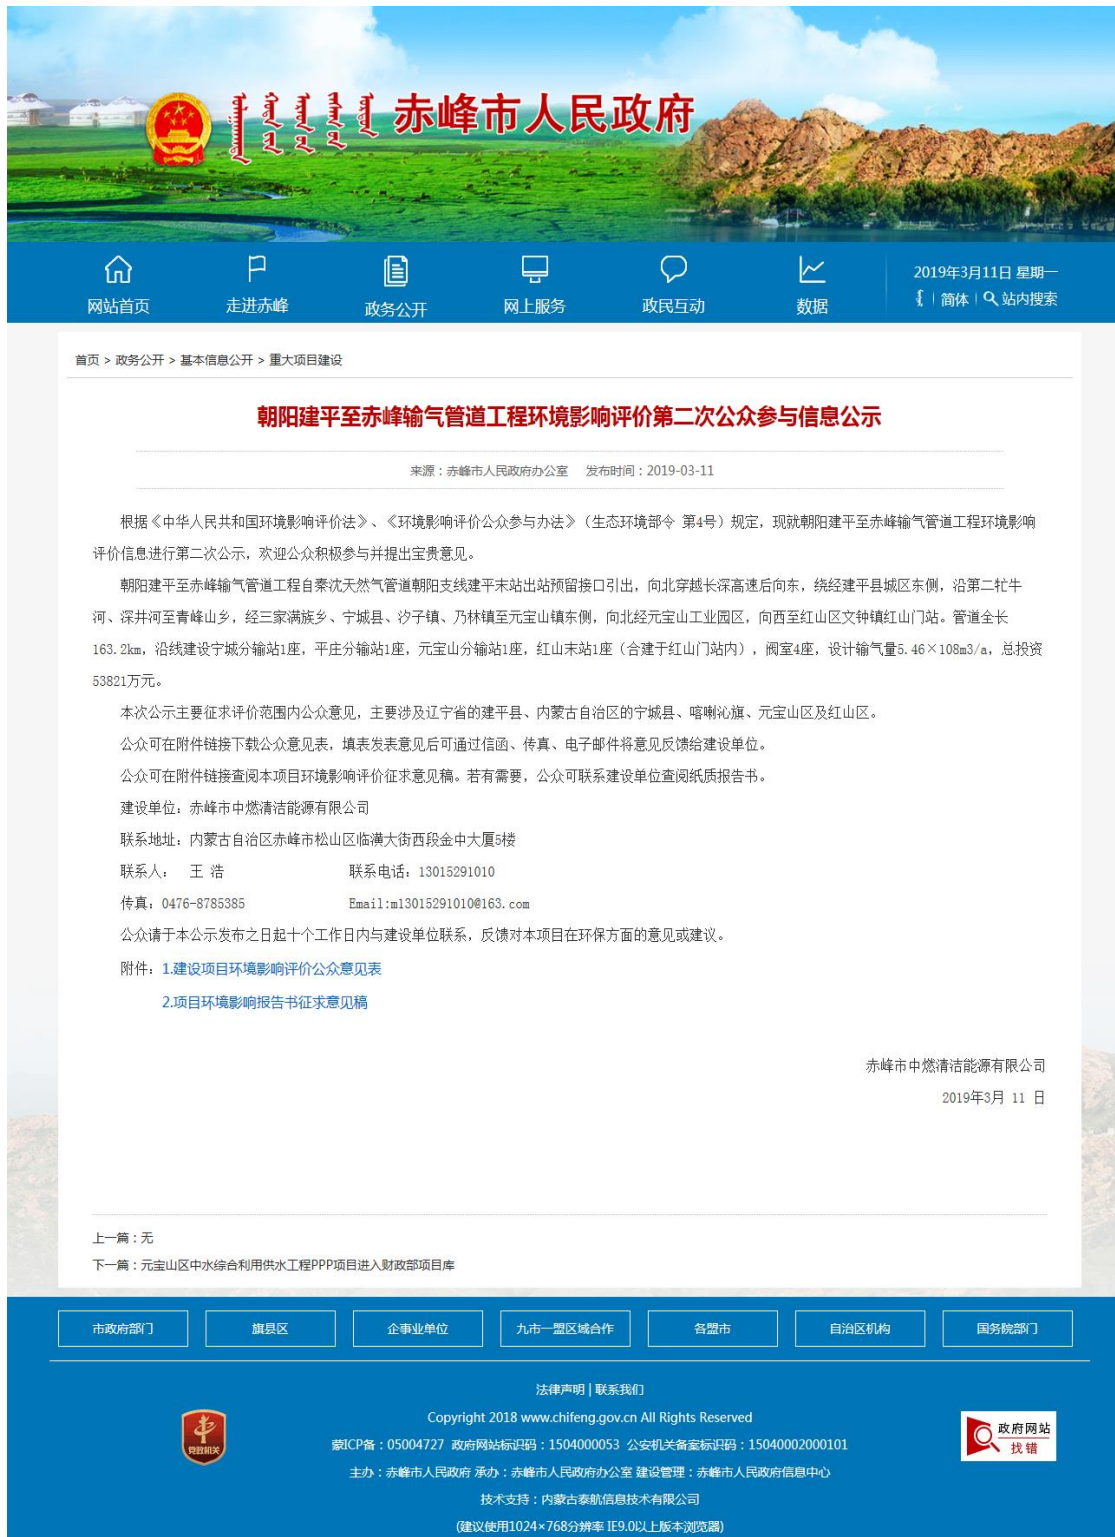 赤峰市人民政府
网站首页
走进赤峰
政务公开
网上服务
政民互动
数据
2019年3月11日 星期一
简体 | 站内搜索
首页 > 政务公开 > 基本信息公开 > 重大项目建设
朝阳建平至赤峰输气管道工程环境影响评价第二次公众参与信息公示
来源：赤峰市人民政府办公室 发布时间：2019-03-11
根据《中华人民共和国环境影响评价法》、《环境影响评价公众参与办法》（生态环境部令 第4号）规定，现就朝阳建平至赤峰输气管道工程环境影响
评价信息进行第二次公示，欢迎公众积极参与并提出宝贵意见。
朝阳建平至赤峰输气管道工程自秦沈天然气管道朝阳支线建平末站出站预留接口引出，向北穿越长深高速后向东，绕经建平县城区东侧，沿第二牤牛
河、深井河至青峰山乡，经三家满族乡、宁城县、汐子镇、乃林镇至元宝山镇东侧，向北经元宝山工业园区，向西至红山区文钟镇红山门站。管道全长
163.2km，沿线建设宁城分输站1座，平庄分输站1座，元宝山分输站1座，红山末站1座（合建于红山门站内），阀室4座，设计输气量5.46×108m3/a，总投资
53821万元。
本次公示主要征求评价范围内公众意见，主要涉及辽宁省的建平县、内蒙古自治区的宁城县、喀喇沁旗、元宝山区及红山区。
公众可在附件链接下载公众意见表，填表发表意见后可通过信函、传真、电子邮件将意见反馈给建设单位。
公众可在附件链接查阅本项目环境影响评价征求意见稿。若有需要，公众可联系建设单位查阅纸质报告书。
建设单位：赤峰市中燃清洁能源有限公司
联系地址：内蒙古自治区赤峰市松山区临潢大街西段金中大厦5楼
联系人： 王 浩 联系电话：13015291010
传真：0476-8785385 Email:m13015291010@163.com
公众请于本公示发布之日起十个工作日内与建设单位联系，反馈对本项目在环保方面的意见或建议。
附件：1.建设项目环境影响评价公众意见表
2.项目环境影响报告书征求意见稿
赤峰市中燃清洁能源有限公司
2019年3月 11 日
上一篇：无
下一篇：元宝山区中水综合利用供水工程PPP项目进入财政部项目库
市政府部门
旗县区
企事业单位
九市一盟区域合作
各盟市
自治区机构
国务院部门
法律声明 | 联系我们
Copyright 2018 www.chifeng.gov.cn All Rights Reserved
蒙ICP备：05004727 政府网站标识码：1504000053 公安机关备案标识码：15040002000101
主办：赤峰市人民政府 承办：赤峰市人民政府办公室 建设管理：赤峰市人民政府信息中心
技术支持：内蒙古泰航信息技术有限公司
(建议使用1024×768分辨率 IE9.0以上版本浏览器)
党政机关
政府网站
找错